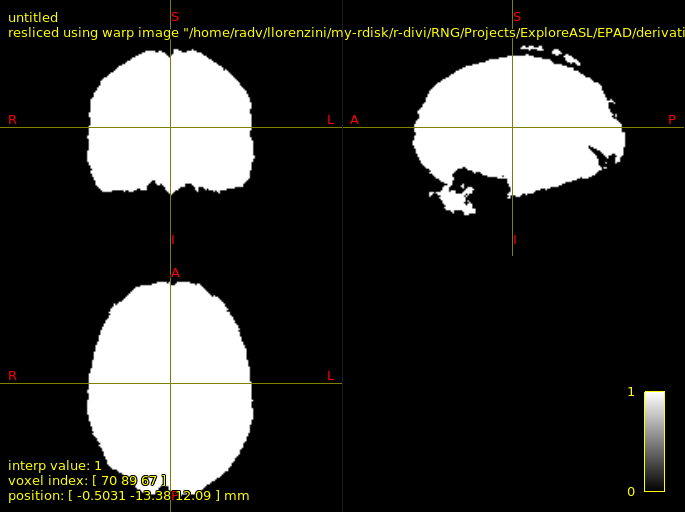 untitled
resliced using warp image "/home/radv/llorenzini/my-rdisk/r-divi/RNG/Projects/ExploreASL/EPAD/derivati
S
S
R
L
A
P
I
I
A
R
L
1
interp value: 1
voxel index: [ 70 89 67 ]
0
position: [ -0.5031 -13.38 12.09 ] mm